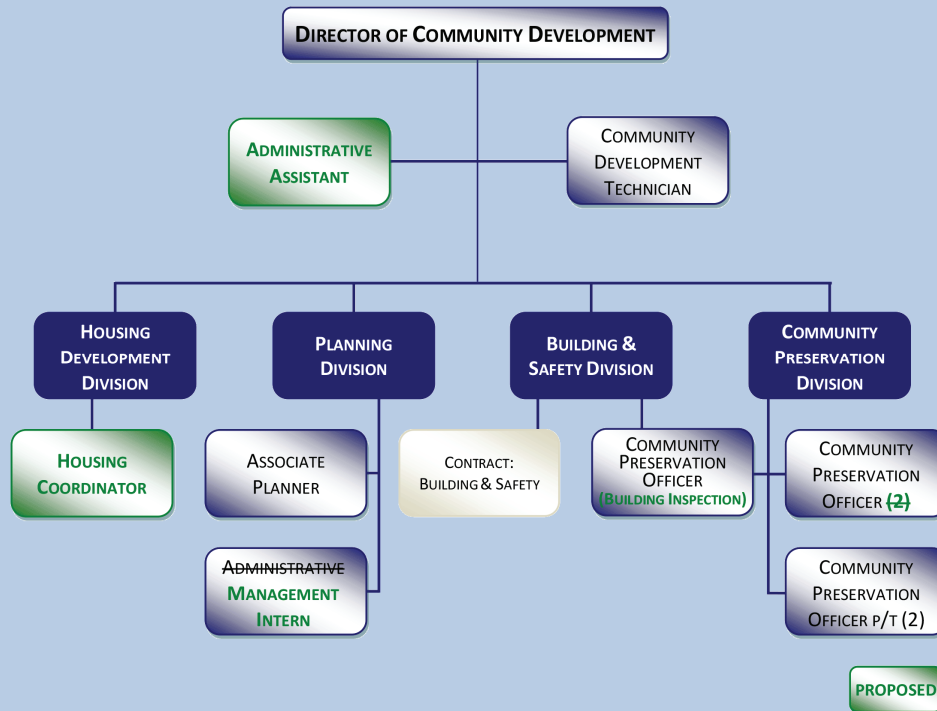 DIRECTOR OF COMMUNITY DEVELOPMENT
ADMINISTRATIVE
ASSISTANT
COMMUNITY
DEVELOPMENT
TECHNICIAN
HOUSING
DEVELOPMENT
DIVISION
PLANNING
DIVISION
BUILDING &
SAFETY DIVISION
COMMUNITY
PRESERVATION
DIVISION
HOUSING
COORDINATOR
ASSOCIATE
PLANNER
CONTRACT:
BUILDING & SAFETY
COMMUNITY
PRESERVATION
OFFICER
(BUILDING INSPECTION)
COMMUNITY
PRESERVATION
OFFICER (2)
ADMINISTRATIVE
MANAGEMENT
INTERN
COMMUNITY
PRESERVATION
OFFICER P/T (2)
PROPOSED